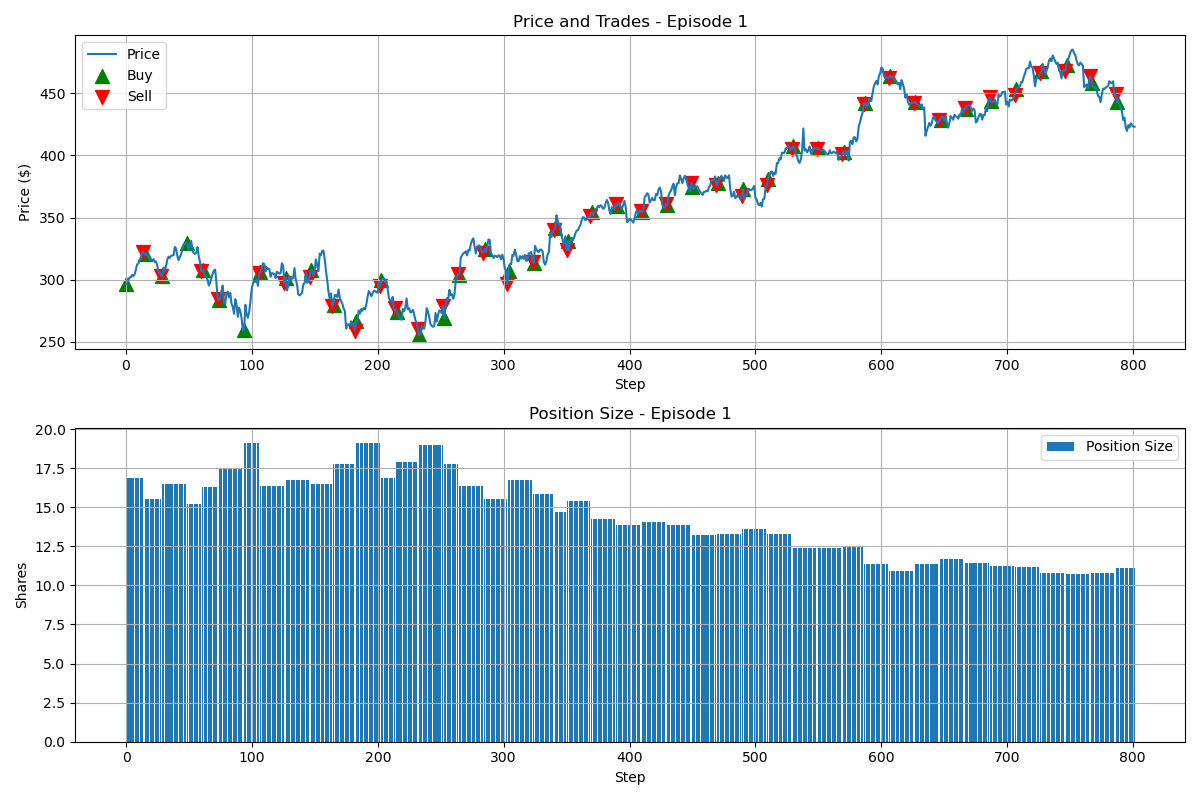 Price and Trades - Episode 1
Price
Buy
Sell
450
400
350
300
250
Price ($)
0 100 200 300 400 500 600 700 800
Step
Position Size - Episode 1
Position Size
20.0
17.5
15.0
12.5
10.0
7.5
5.0
2.5
0.0
Shares
0 100 200 300 400 500 600 700 800
Step